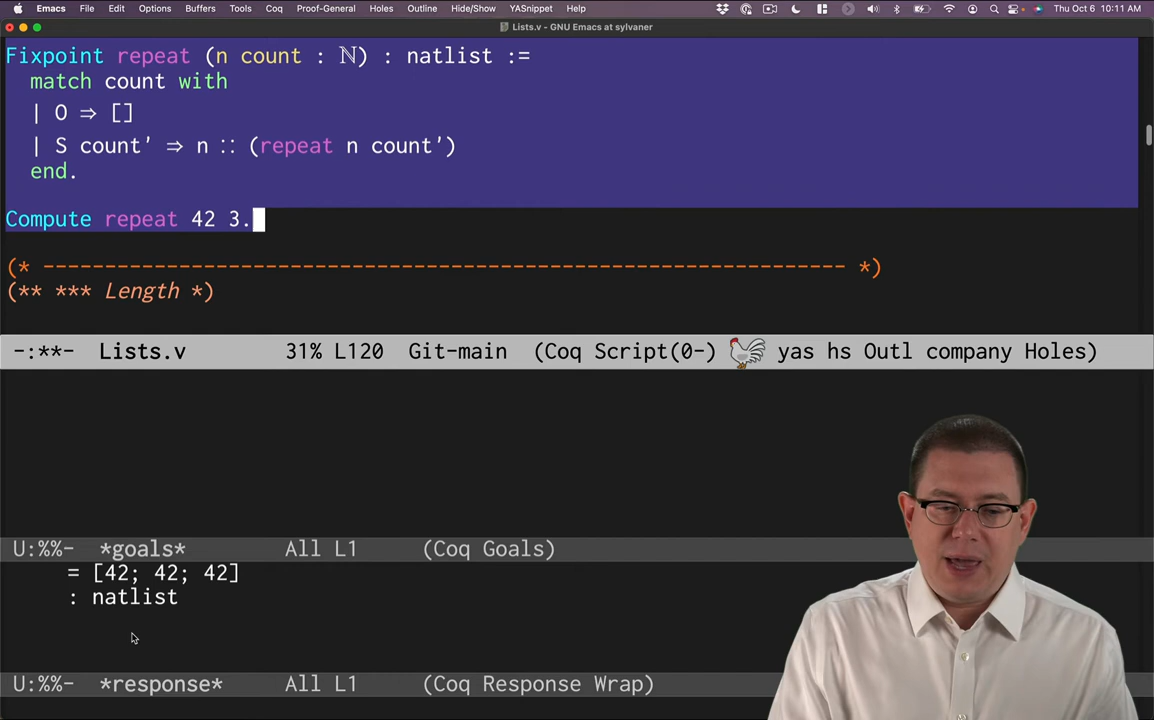 Emacs File Edit Options Buffers Tools Coq Proof-General Holes Outline Hide/Show YASnippet Help Thu Oct 6 10:11 AM
Lists.v - GNU Emacs at sylvaner
Fixpoint repeat (n count : ℕ) : natlist :=
match count with
| O ⇒ []
| S count' ⇒ n ∷ (repeat n count')
end.
Compute repeat 42 3.
(* ------------------------------------------------------------------ *)
(** *** Length *)
-:**- Lists.v 31% L120 Git-main (Coq Script(0-) yas hs Outl company Holes)
U:%%- *goals* All L1 (Coq Goals)
= [42; 42; 42]
: natlist
U:%%- *response* All L1 (Coq Response Wrap)